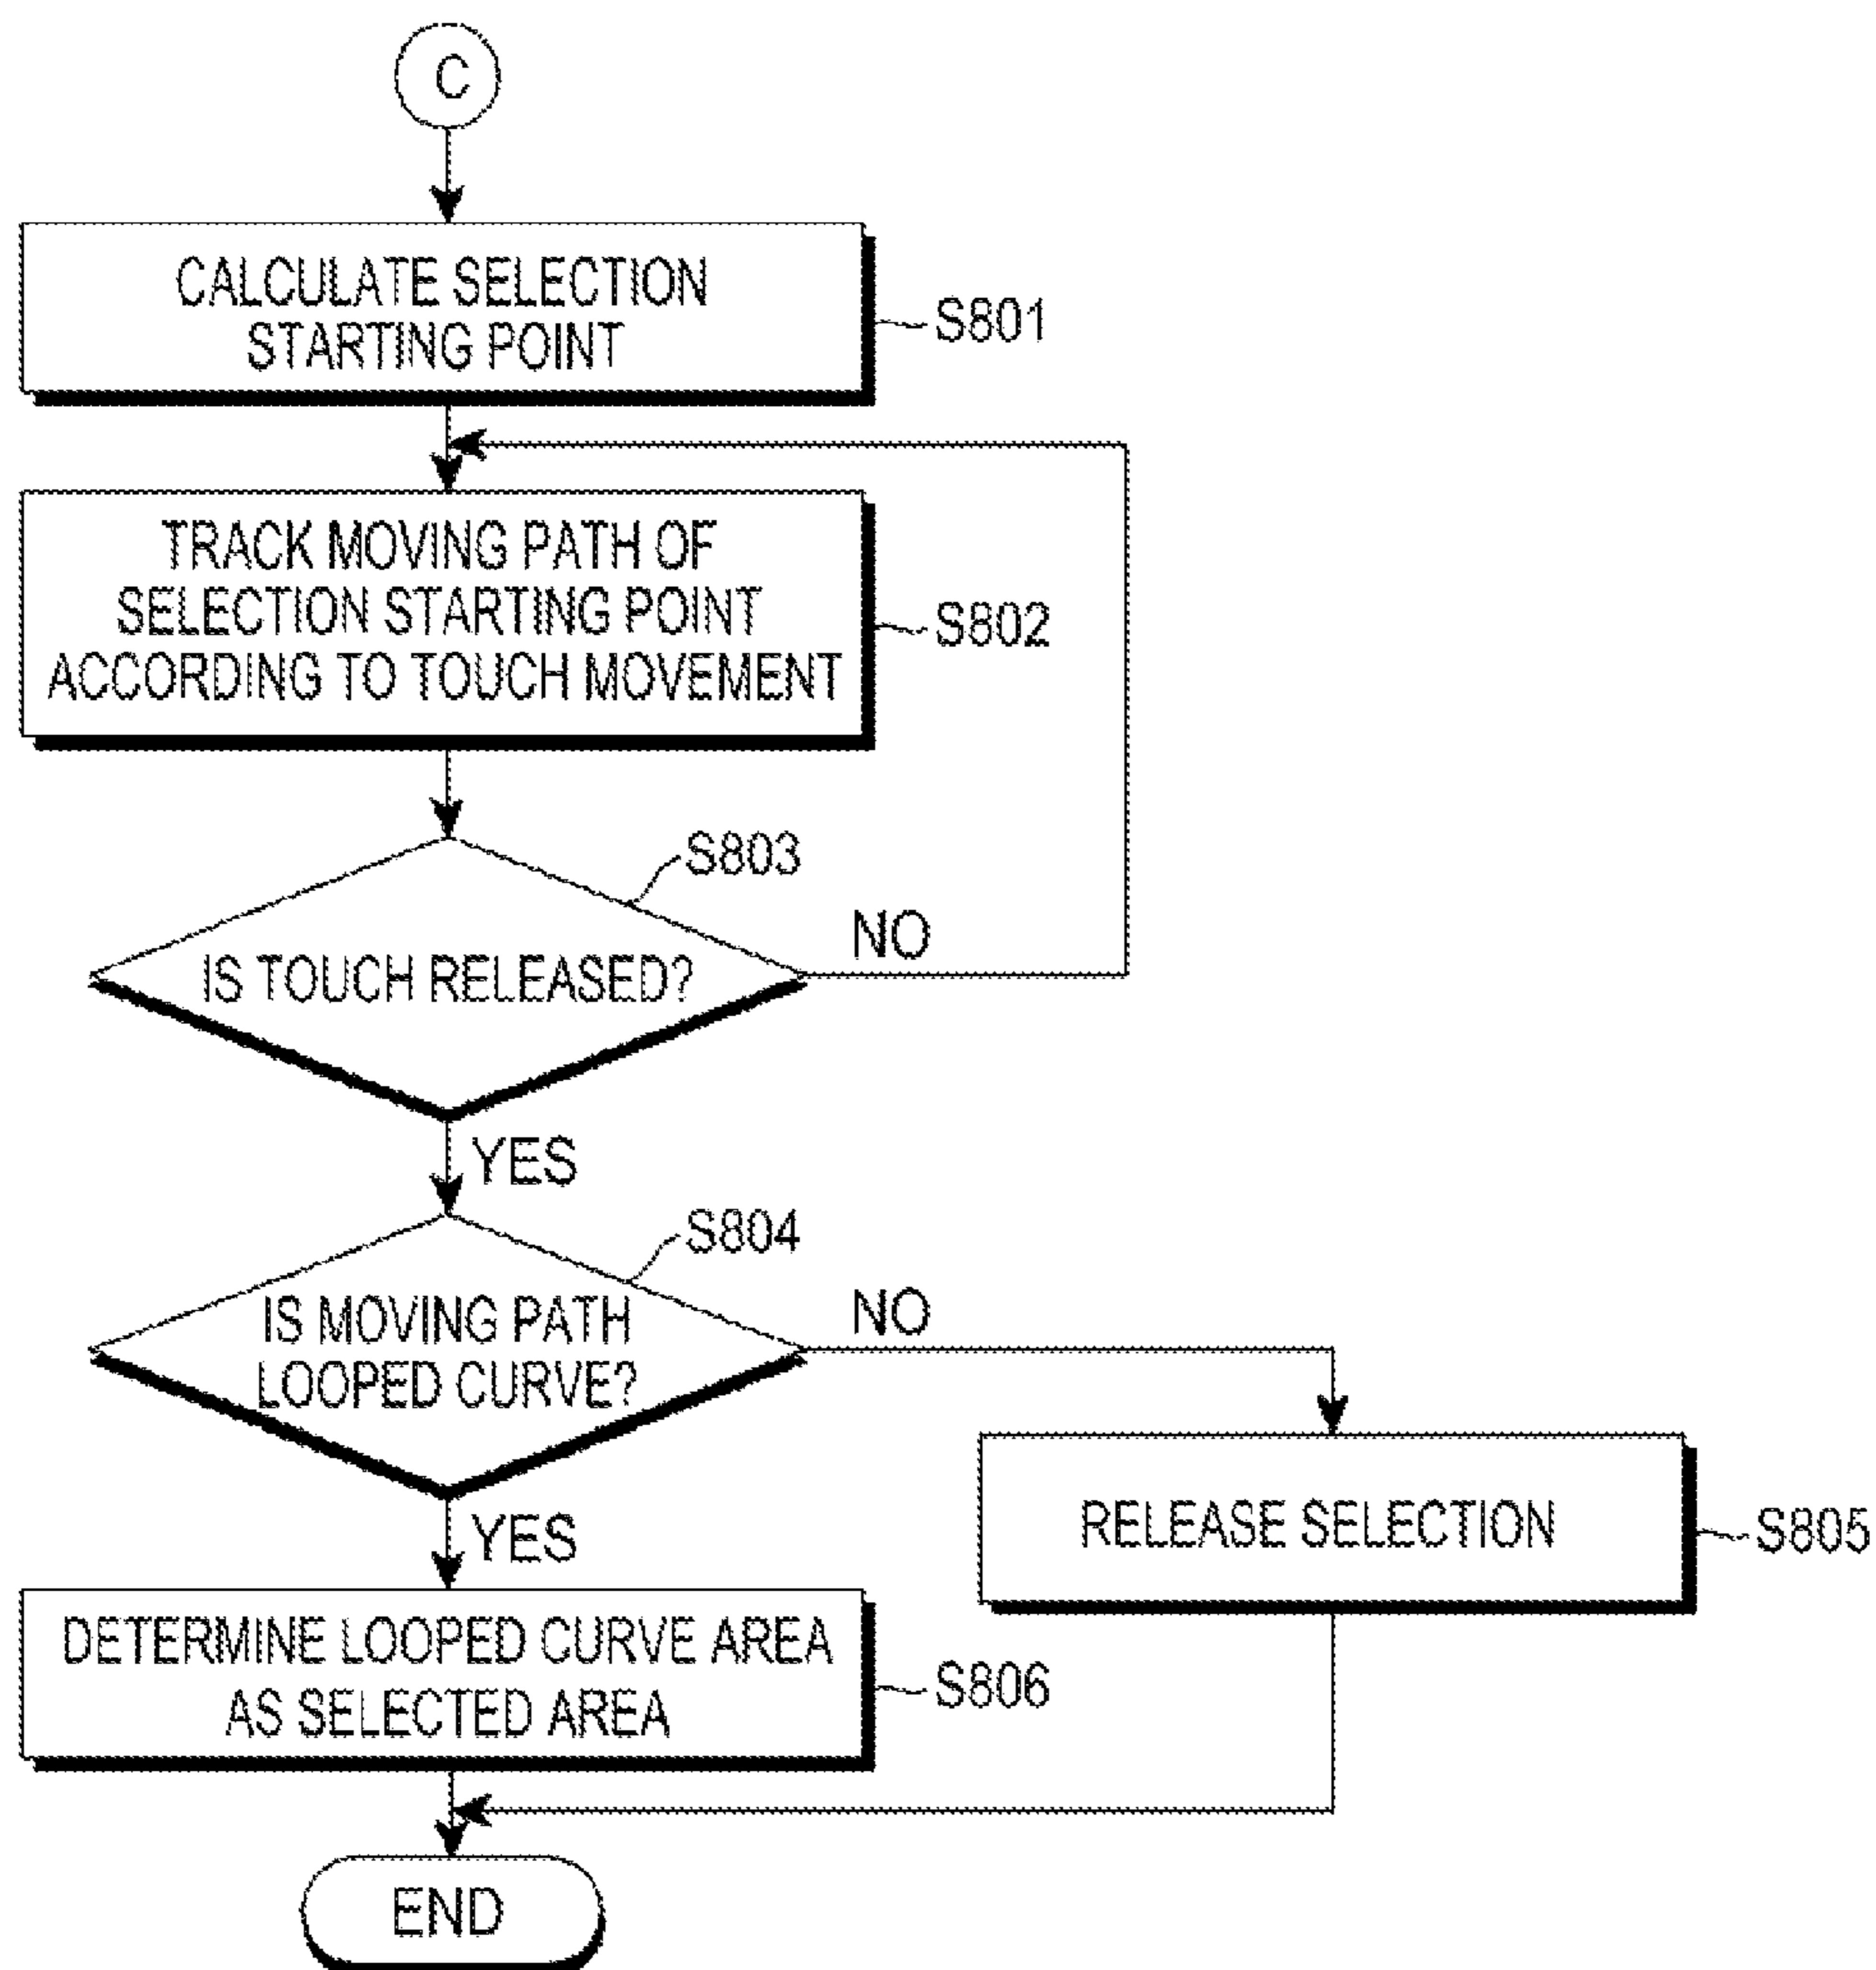 C
CALCULATE SELECTION
STARTING POINT
S801
TRACK MOVING PATH OF
SELECTION STARTING POINT
ACCORDING TO TOUCH MOVEMENT
S802
S803
IS TOUCH RELEASED?
NO
YES
S804
IS MOVING PATH
LOOPED CURVE?
NO
YES
RELEASE SELECTION
S805
DETERMINE LOOPED CURVE AREA
AS SELECTED AREA
S806
END